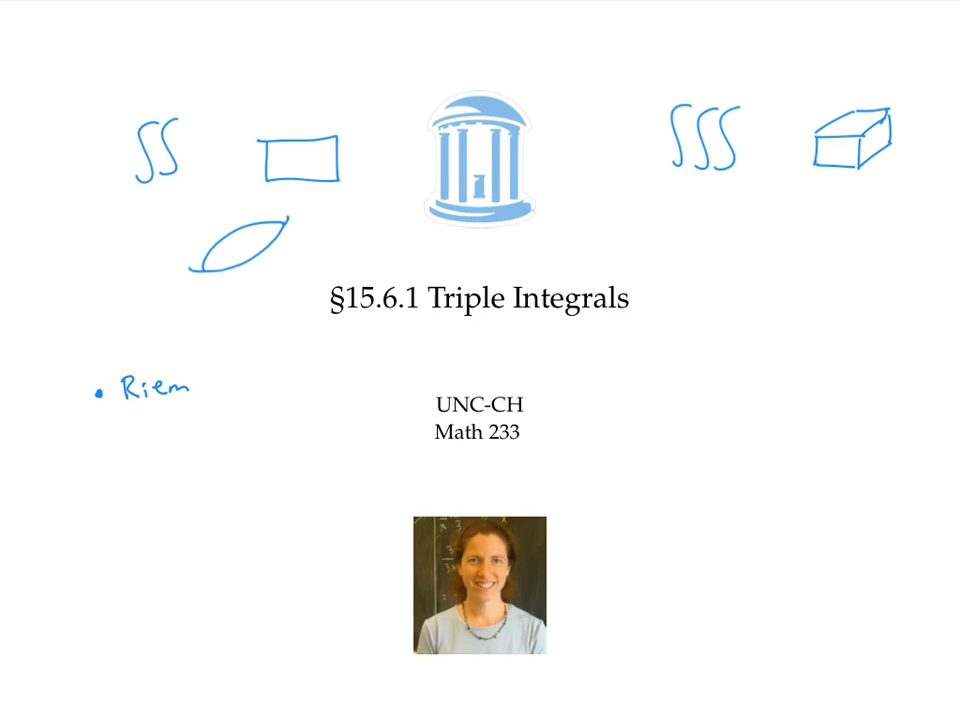 ∬
∭
§15.6.1 Triple Integrals
• Riem
UNC-CH
Math 233